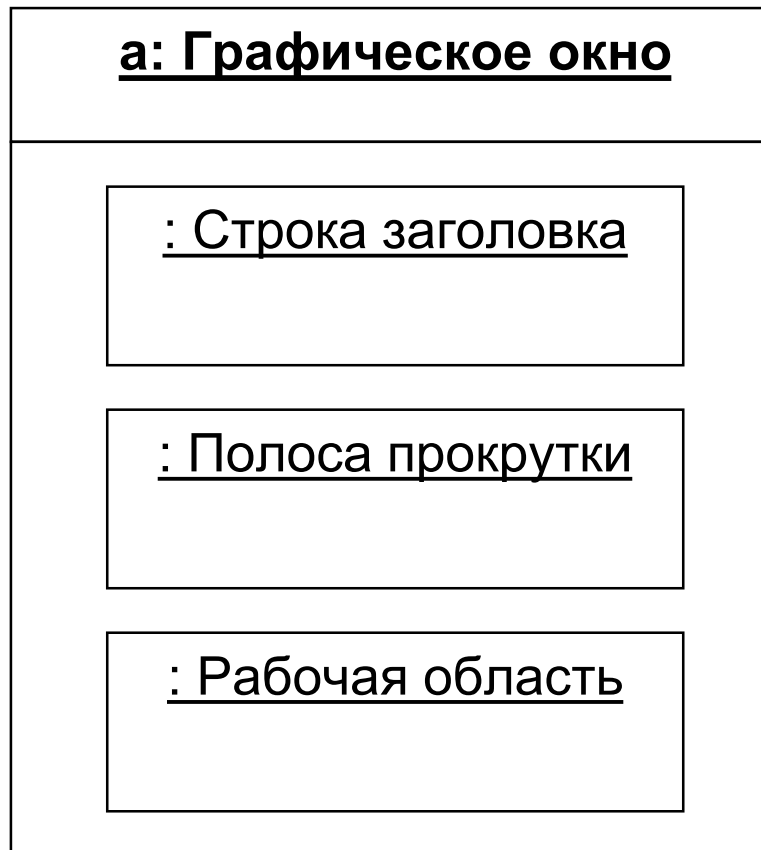 а: Графическое окно
: Строка заголовка
: Полоса прокрутки
: Рабочая область